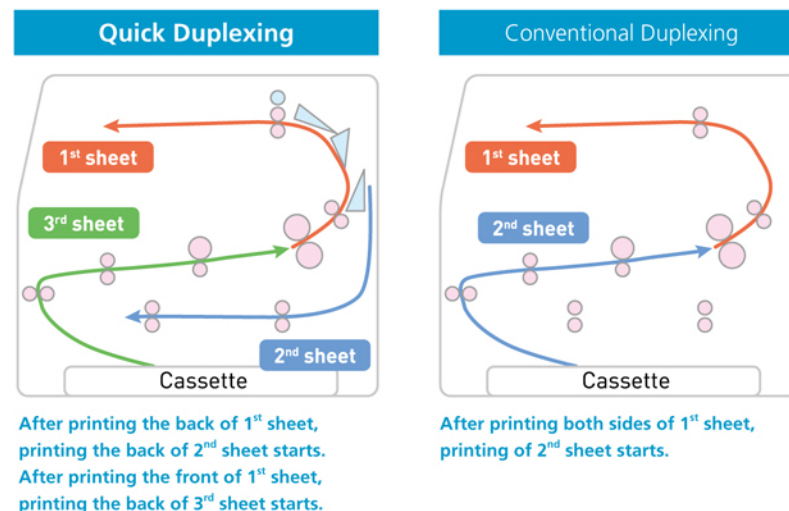 Quick Duplexing
1st sheet
3rd sheet
2nd sheet
Cassette
After printing the back of 1st sheet,
printing the back of 2nd sheet starts.
After printing the front of 1st sheet,
printing the back of 3rd sheet starts.
Conventional Duplexing
1st sheet
2nd sheet
Cassette
After printing both sides of 1st sheet,
printing of 2nd sheet starts.